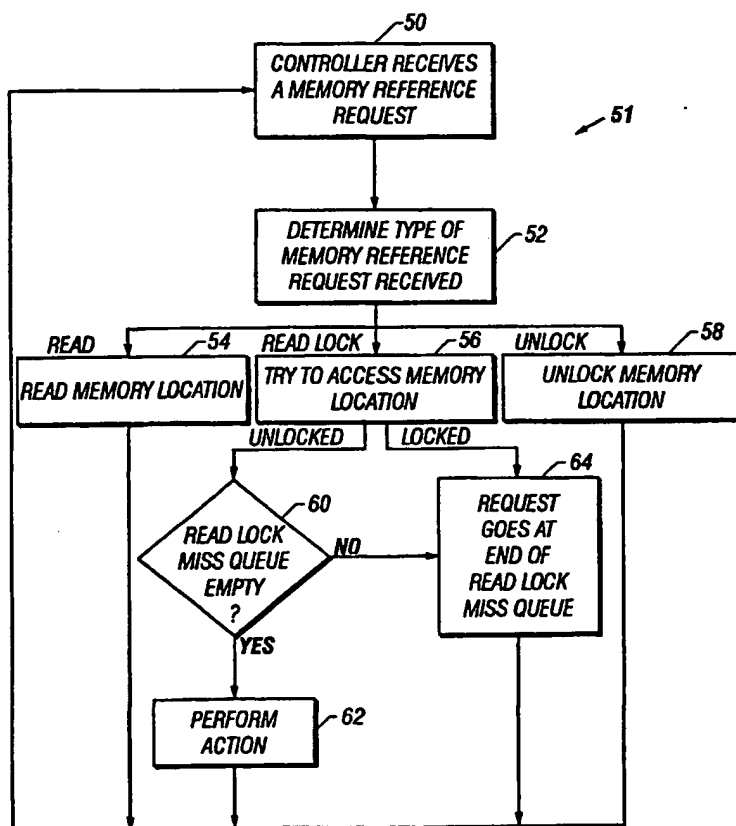 50
CONTROLLER RECEIVES
A MEMORY REFERENCE
REQUEST
51
DETERMINE TYPE OF
MEMORY REFERENCE
REQUEST RECEIVED
52
READ
54
READ LOCK
56
UNLOCK
58
READ MEMORY LOCATION
TRY TO ACCESS MEMORY
LOCATION
UNLOCK MEMORY
LOCATION
UNLOCKED
LOCKED
60
READ LOCK
MISS QUEUE
EMPTY
?
NO
YES
64
REQUEST
GOES AT
END OF
READ LOCK
MISS QUEUE
PERFORM
ACTION
62